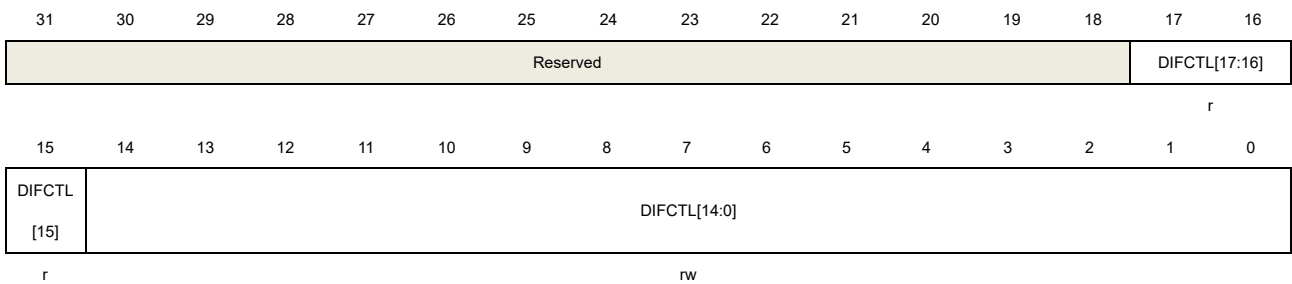 31 30 29 28 27 26 25 24 23 22 21 20 19 18 17 16
Reserved DIFCTL[17:16]
r
15 14 13 12 11 10 9 8 7 6 5 4 3 2 1 0
DIFCTL
[15]
DIFCTL[14:0]
r rw